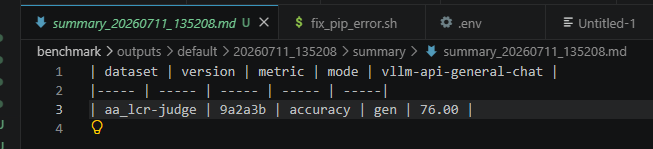 summary_20260711_135208.md U
fix_pip_error.sh
.env
Untitled-1
benchmark > outputs > default > 20260711_135208 > summary > summary_20260711_135208.md
1 | dataset | version | metric | mode | vllm-api-general-chat |
2 |----- | ----- | ----- | ----- | -----|
3 | aa_lcr-judge | 9a2a3b | accuracy | gen | 76.00 |
4
U
U